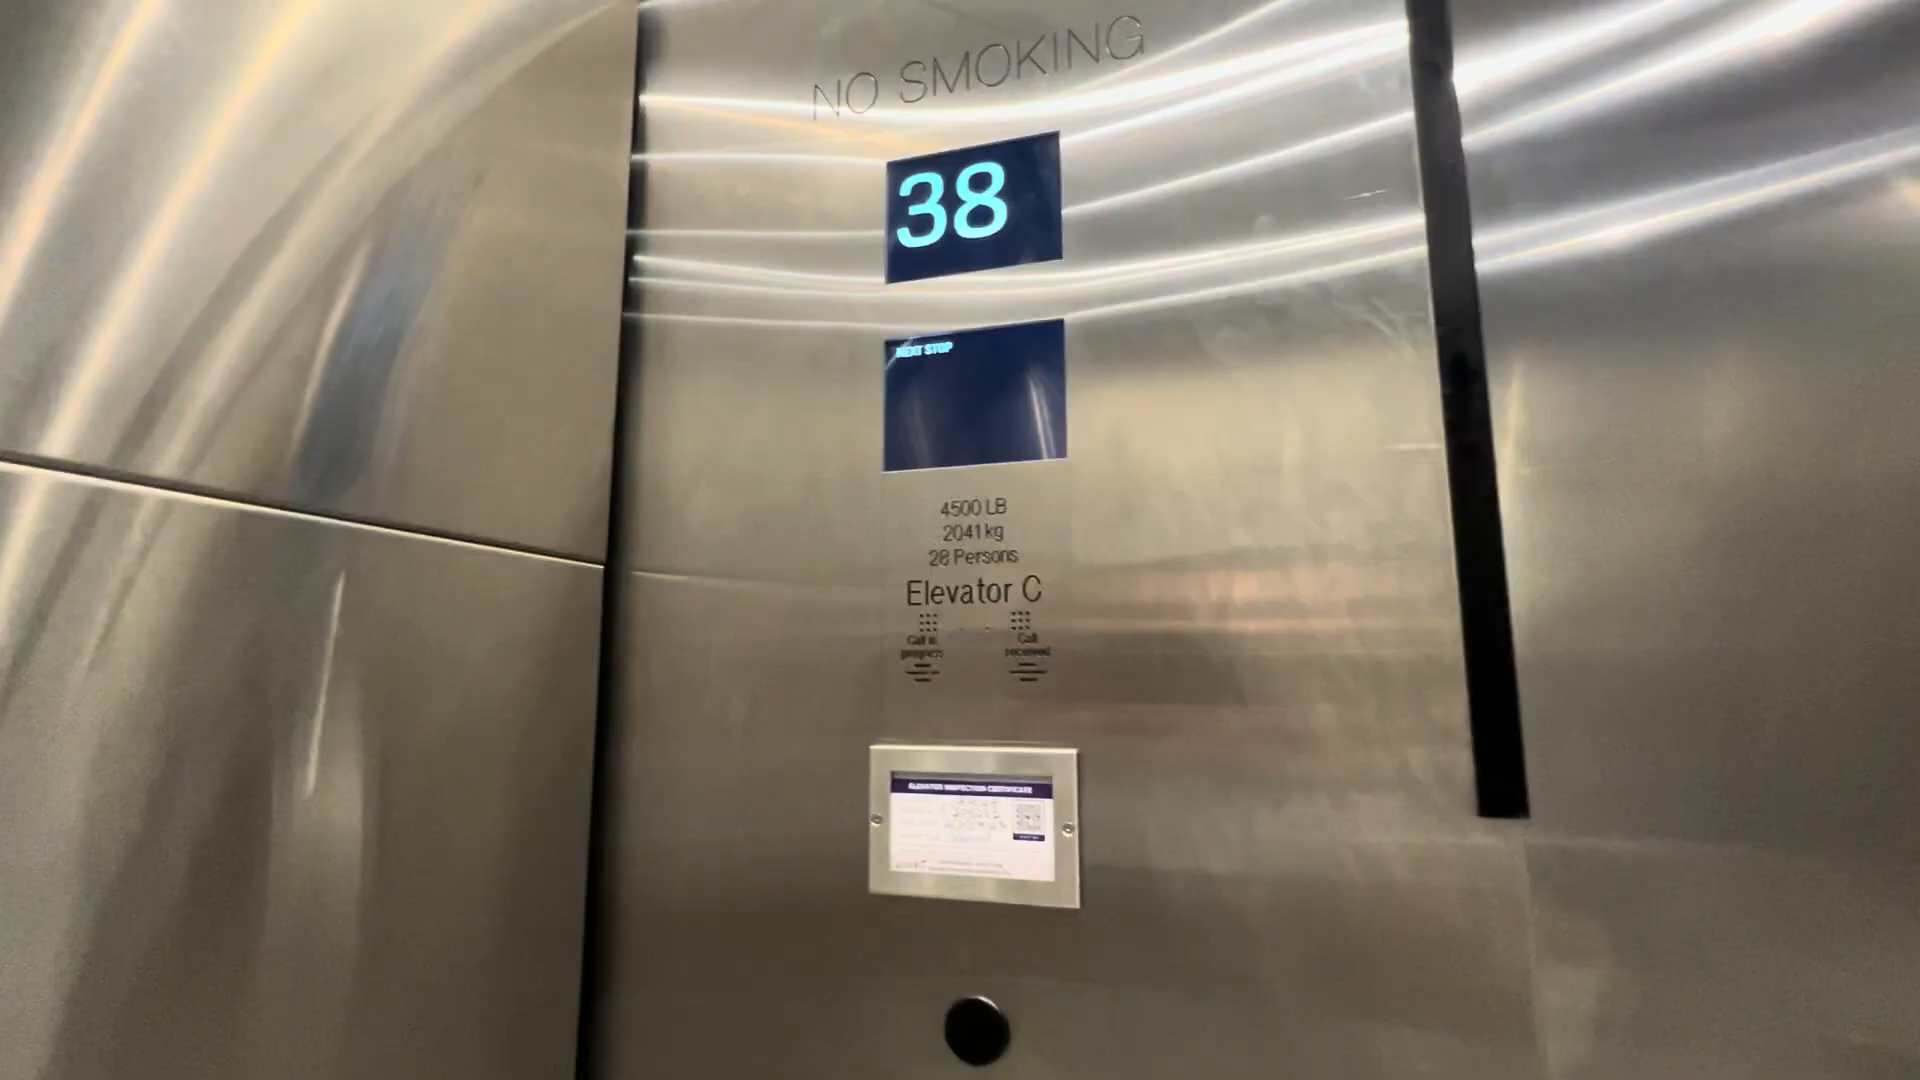 NO SMOKING
38
NEXT STOP
4500 LB
2041 kg
28 Persons
Elevator C
Call in
progress
Call
received
ELEVATOR INSPECTION CERTIFICATE